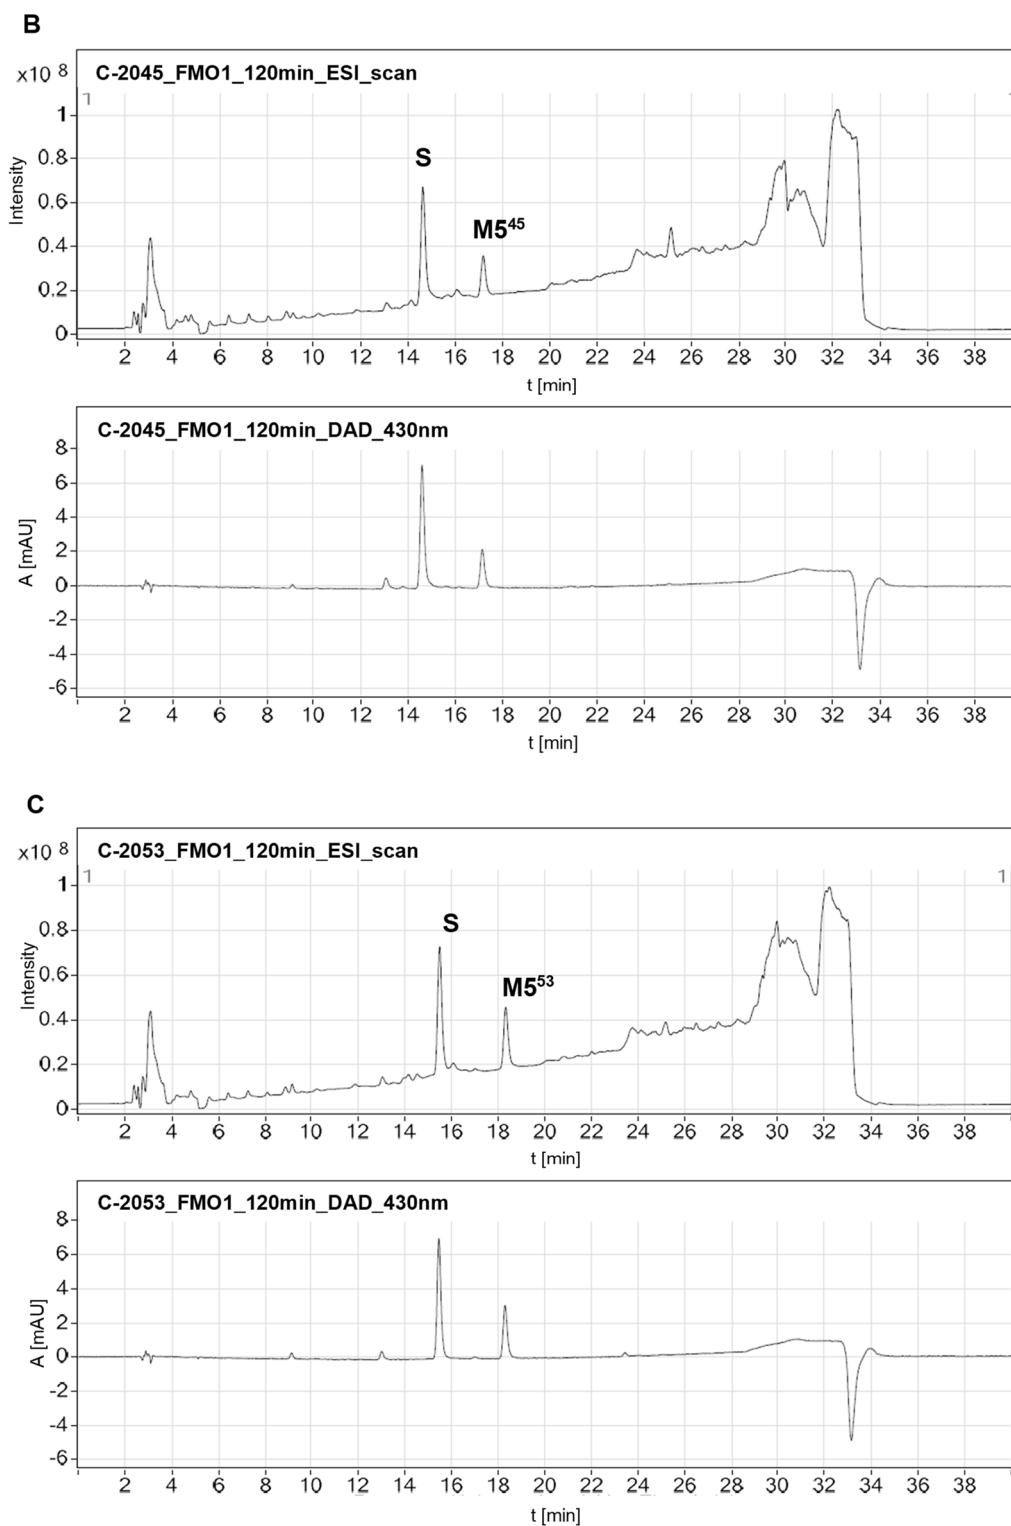 B
x10 8
C-2045_FMO1_120min_ESI_scan
1
1
0.8
0.6
0.4
0.2
0
Intensity
S
M5⁴⁵
2 4 6 8 10 12 14 16 18 20 22 24 26 28 30 32 34 36 38
t [min]
C-2045_FMO1_120min_DAD_430nm
8
6
4
2
0
-2
-4
-6
A [mAU]
2 4 6 8 10 12 14 16 18 20 22 24 26 28 30 32 34 36 38
t [min]
C
x10 8
C-2053_FMO1_120min_ESI_scan
1 1
1
0.8
0.6
0.4
0.2
0
Intensity
S
M5⁵³
2 4 6 8 10 12 14 16 18 20 22 24 26 28 30 32 34 36 38
t [min]
C-2053_FMO1_120min_DAD_430nm
8
6
4
2
0
-2
-4
-6
A [mAU]
2 4 6 8 10 12 14 16 18 20 22 24 26 28 30 32 34 36 38
t [min]